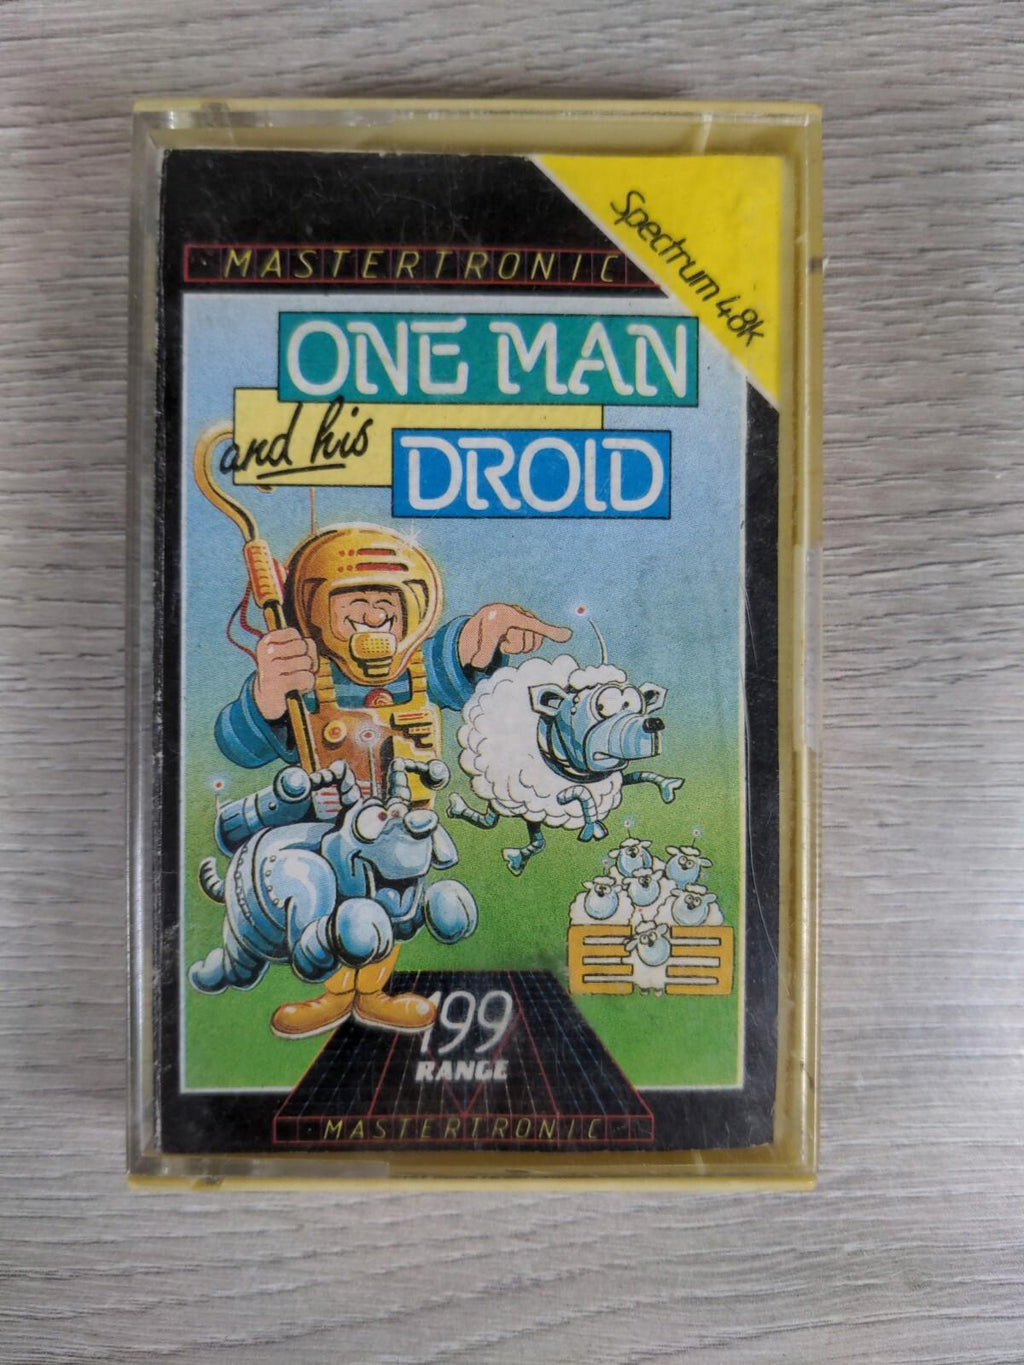 Spectrum 48k
MASTERTRONIC
ONE MAN
and his
DROID
199
RANGE
MASTERTRONIC